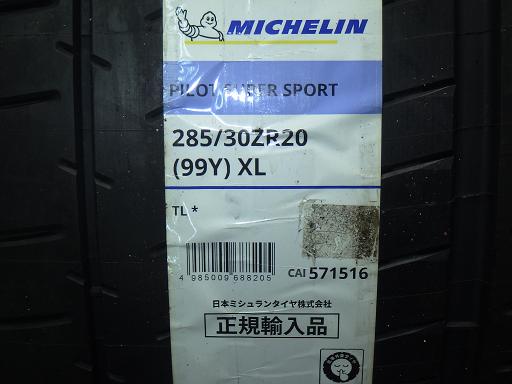 MICHELIN
PILOT SUPER SPORT
285/30ZR20
(99Y) XL
TL *
4 985009 688205
CAI 571516
日本ミシュランタイヤ株式会社
正規輸入品